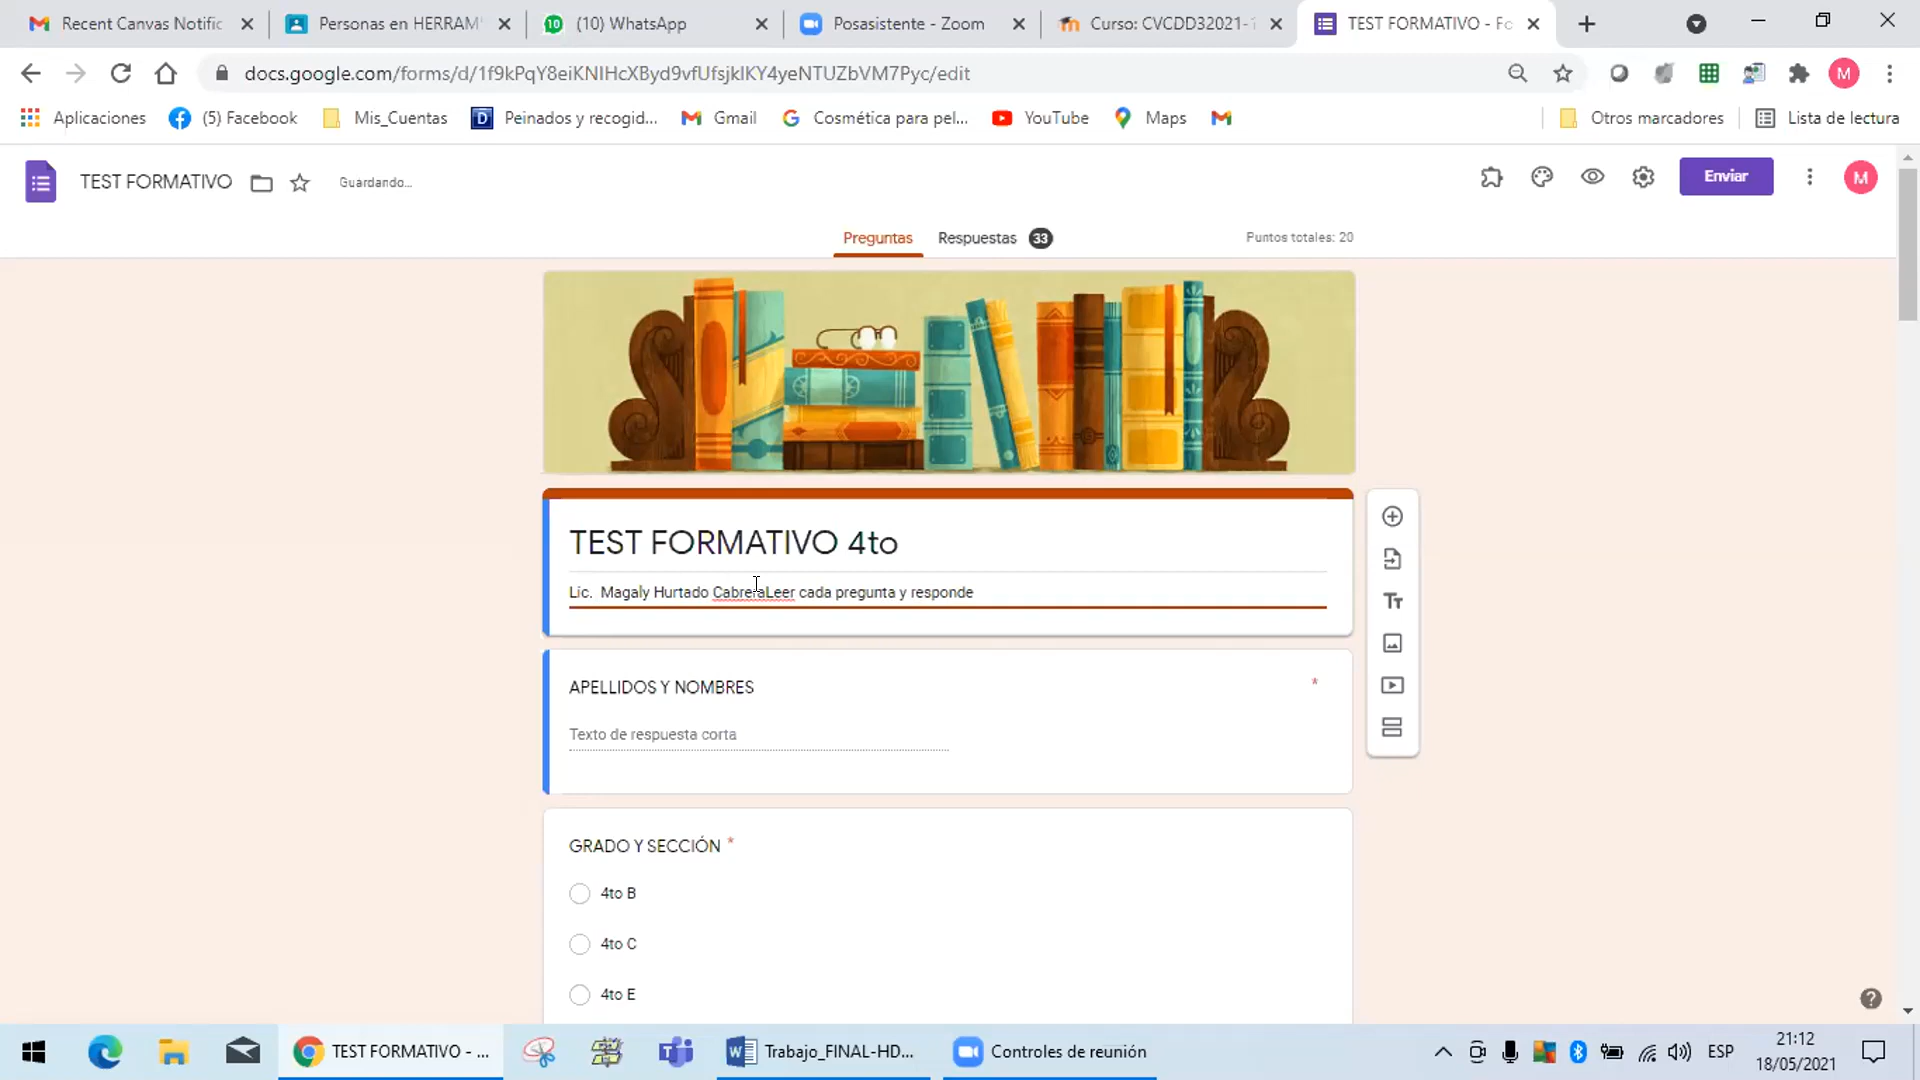 Recent Canvas Notific
Personas en HERRAM
(10) WhatsApp
Posasistente - Zoom
Curso: CVCDD32021-1
TEST FORMATIVO - Fo
docs.google.com/forms/d/1f9kPqY8eiKNIHcXByd9vfUfsjkIKY4yeNTUZbVM7Pyc/edit
M
Aplicaciones
(5) Facebook
Mis_Cuentas
Peinados y recogid...
Gmail
Cosmética para pel...
YouTube
Maps
Otros marcadores
Lista de lectura
TEST FORMATIVO
Guardando...
Enviar
M
Preguntas
Respuestas 33
Puntos totales: 20
TEST FORMATIVO 4to
Lic. Magaly Hurtado CabreraLeer cada pregunta y responde
APELLIDOS Y NOMBRES *
Texto de respuesta corta
GRADO Y SECCIÓN *
4to B
4to C
4to E
TEST FORMATIVO - ...
Trabajo_FINAL-HD...
Controles de reunión
ESP
21:12
18/05/2021